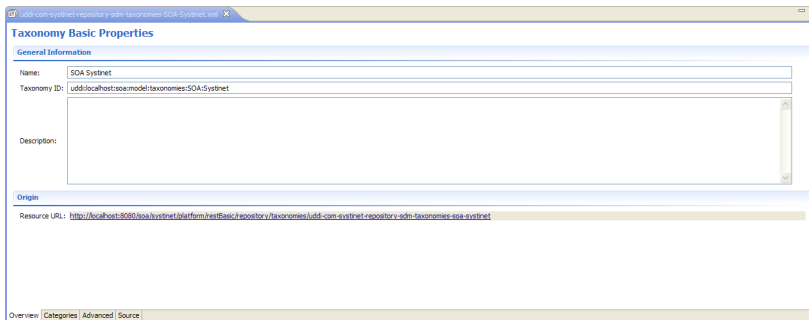 uddi-com-systinet-repository-sdm-taxonomies-SOA-Systinet.xml
Taxonomy Basic Properties
General Information
Name: SOA Systinet
Taxonomy ID: uddi:localhost:soa:model:taxonomies:SOA:Systinet
Description:
Origin
Resource URL: http://localhost:8080/soa/systinet/platform/restBasic/repository/taxonomies/uddi-com-systinet-repository-sdm-taxonomies-soa-systinet
Overview Categories Advanced Source